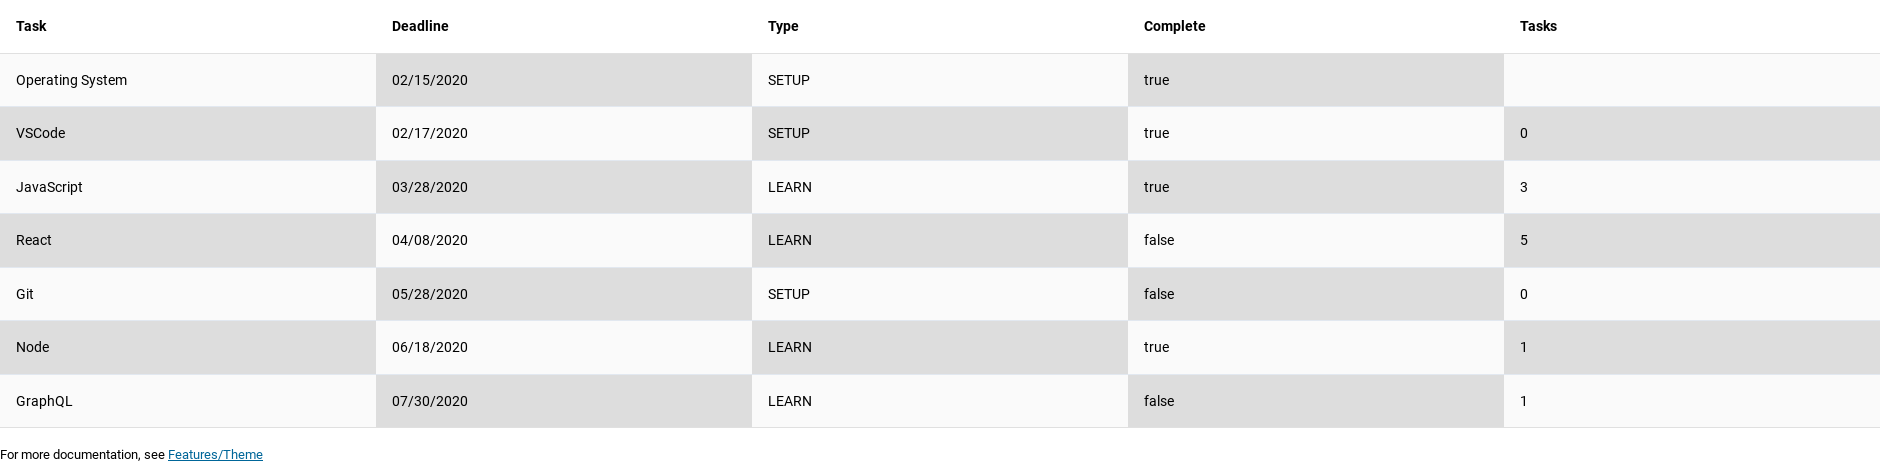 Task Deadline Type Complete Tasks
Operating System 02/15/2020 SETUP true
VSCode 02/17/2020 SETUP true 0
JavaScript 03/28/2020 LEARN true 3
React 04/08/2020 LEARN false 5
Git 05/28/2020 SETUP false 0
Node 06/18/2020 LEARN true 1
GraphQL 07/30/2020 LEARN false 1
For more documentation, see Features/Theme